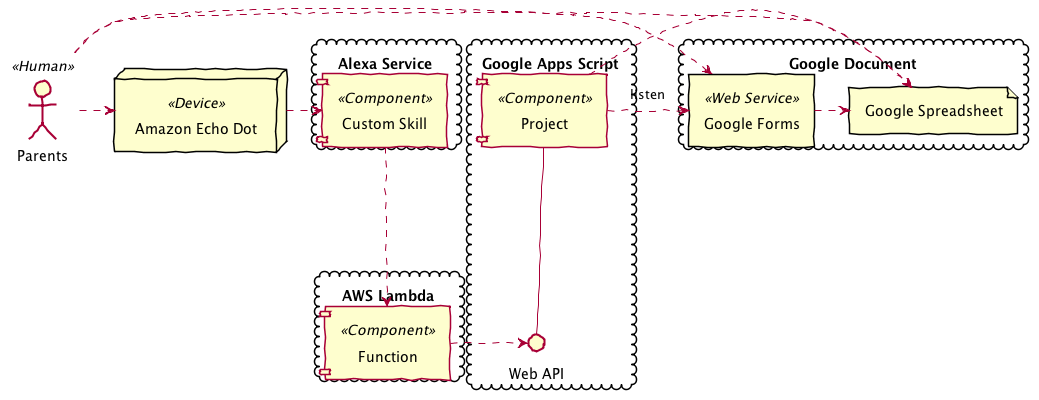 «Human»
Parents
«Device»
Amazon Echo Dot
Alexa Service
«Component»
Custom Skill
Google Apps Script
«Component»
Project
listen
Google Document
«Web Service»
Google Forms
Google Spreadsheet
AWS Lambda
«Component»
Function
Web API